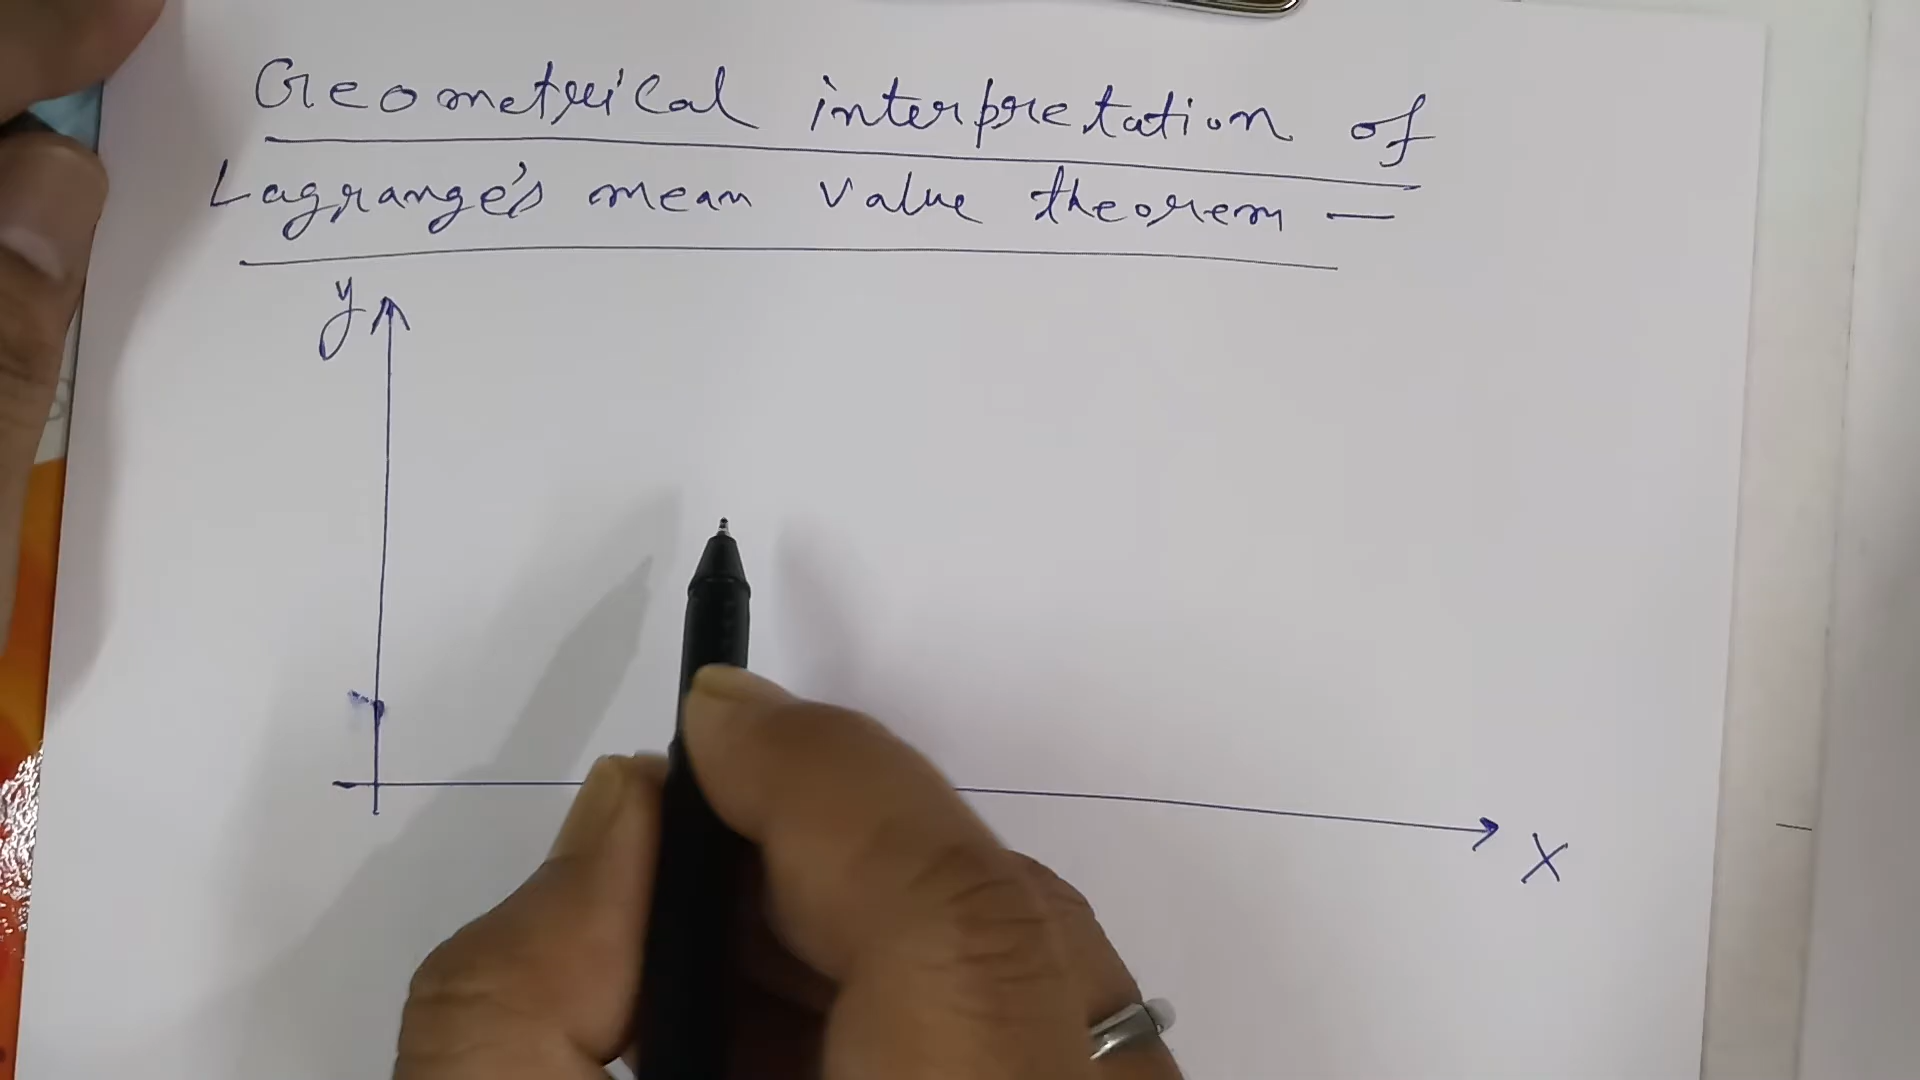 Geometrical interpretation of
Lagrange's mean value theorem —
y
X